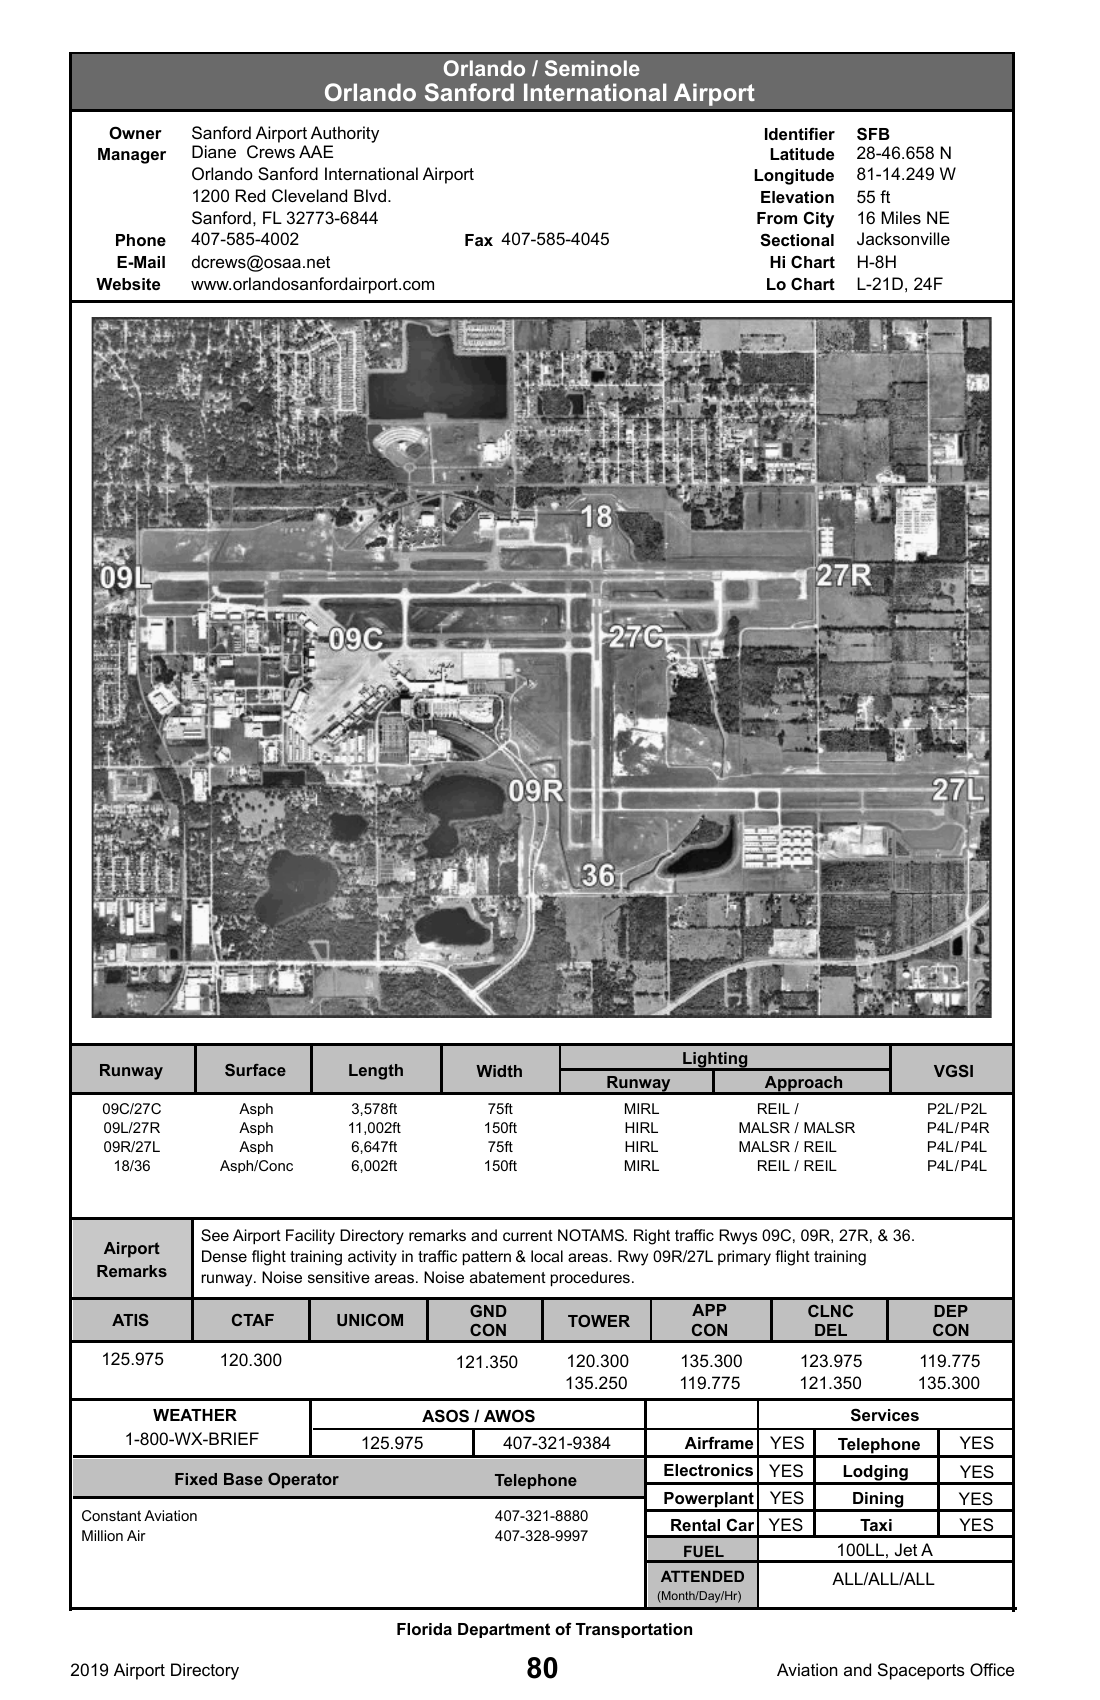 Orlando / Seminole
Orlando Sanford International Airport
Owner Sanford Airport Authority
Manager Diane Crews AAE
Orlando Sanford International Airport
1200 Red Cleveland Blvd.
Sanford, FL 32773-6844
Phone 407-585-4002 Fax 407-585-4045
E-Mail dcrews@osaa.net
Website www.orlandosanfordairport.com
Identifier SFB
Latitude 28-46.658 N
Longitude 81-14.249 W
Elevation 55 ft
From City 16 Miles NE
Sectional Jacksonville
Hi Chart H-8H
Lo Chart L-21D, 24F
18
09L 27R
09C 27C
09R 27L
36
Runway Surface Length Width Lighting VGSI
Runway Approach
09C/27C Asph 3,578ft 75ft MIRL REIL / P2L/P2L
09L/27R Asph 11,002ft 150ft HIRL MALSR / MALSR P4L/P4R
09R/27L Asph 6,647ft 75ft HIRL MALSR / REIL P4L/P4L
18/36 Asph/Conc 6,002ft 150ft MIRL REIL / REIL P4L/P4L
Airport Remarks
See Airport Facility Directory remarks and current NOTAMS. Right traffic Rwys 09C, 09R, 27R, & 36.
Dense flight training activity in traffic pattern & local areas. Rwy 09R/27L primary flight training
runway. Noise sensitive areas. Noise abatement procedures.
ATIS CTAF UNICOM GND CON TOWER APP CON CLNC DEL DEP CON
125.975 120.300 121.350 120.300 135.300 123.975 119.775
135.250 119.775 121.350 135.300
WEATHER ASOS / AWOS Services
1-800-WX-BRIEF 125.975 407-321-9384 Airframe YES Telephone YES
Fixed Base Operator Telephone Electronics YES Lodging YES
Powerplant YES Dining YES
Constant Aviation 407-321-8880 Rental Car YES Taxi YES
Million Air 407-328-9997
FUEL 100LL, Jet A
ATTENDED ALL/ALL/ALL
(Month/Day/Hr)
Florida Department of Transportation
2019 Airport Directory 80 Aviation and Spaceports Office